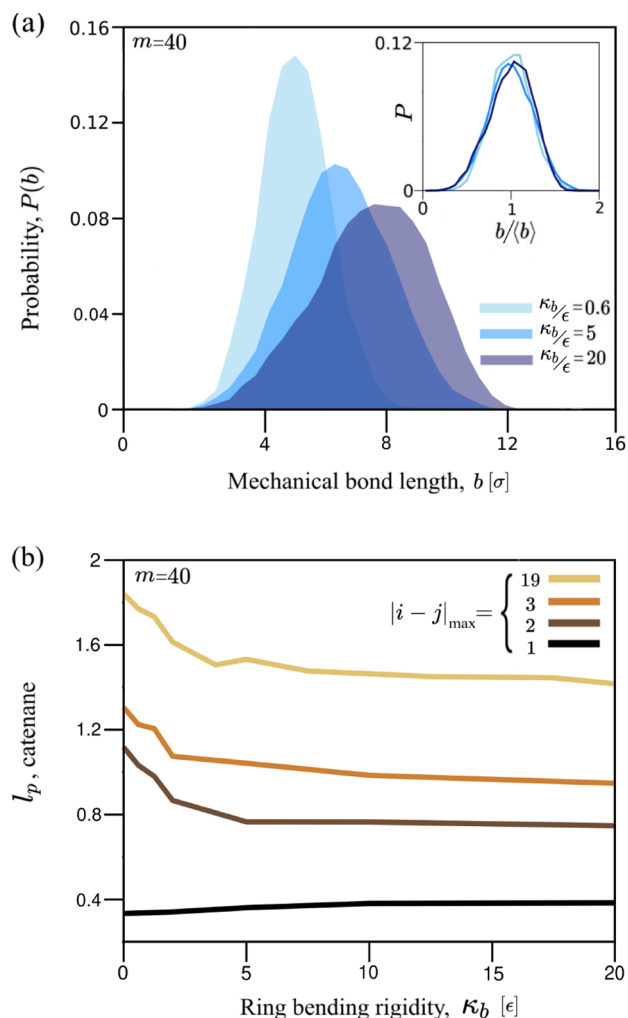 (a)
m=40
0.16
0.12
0.08
0.04
0
Probability, P(b)
0.12
0
P
0 1 2
b/⟨b⟩
κb/ϵ=0.6
κb/ϵ=5
κb/ϵ=20
0 4 8 12 16
Mechanical bond length, b [σ]
(b)
m=40
2
1.6
1.2
0.8
0.4
lp, catenane
|i − j|max= {
19
3
2
1
0 5 10 15 20
Ring bending rigidity, κb [ϵ]